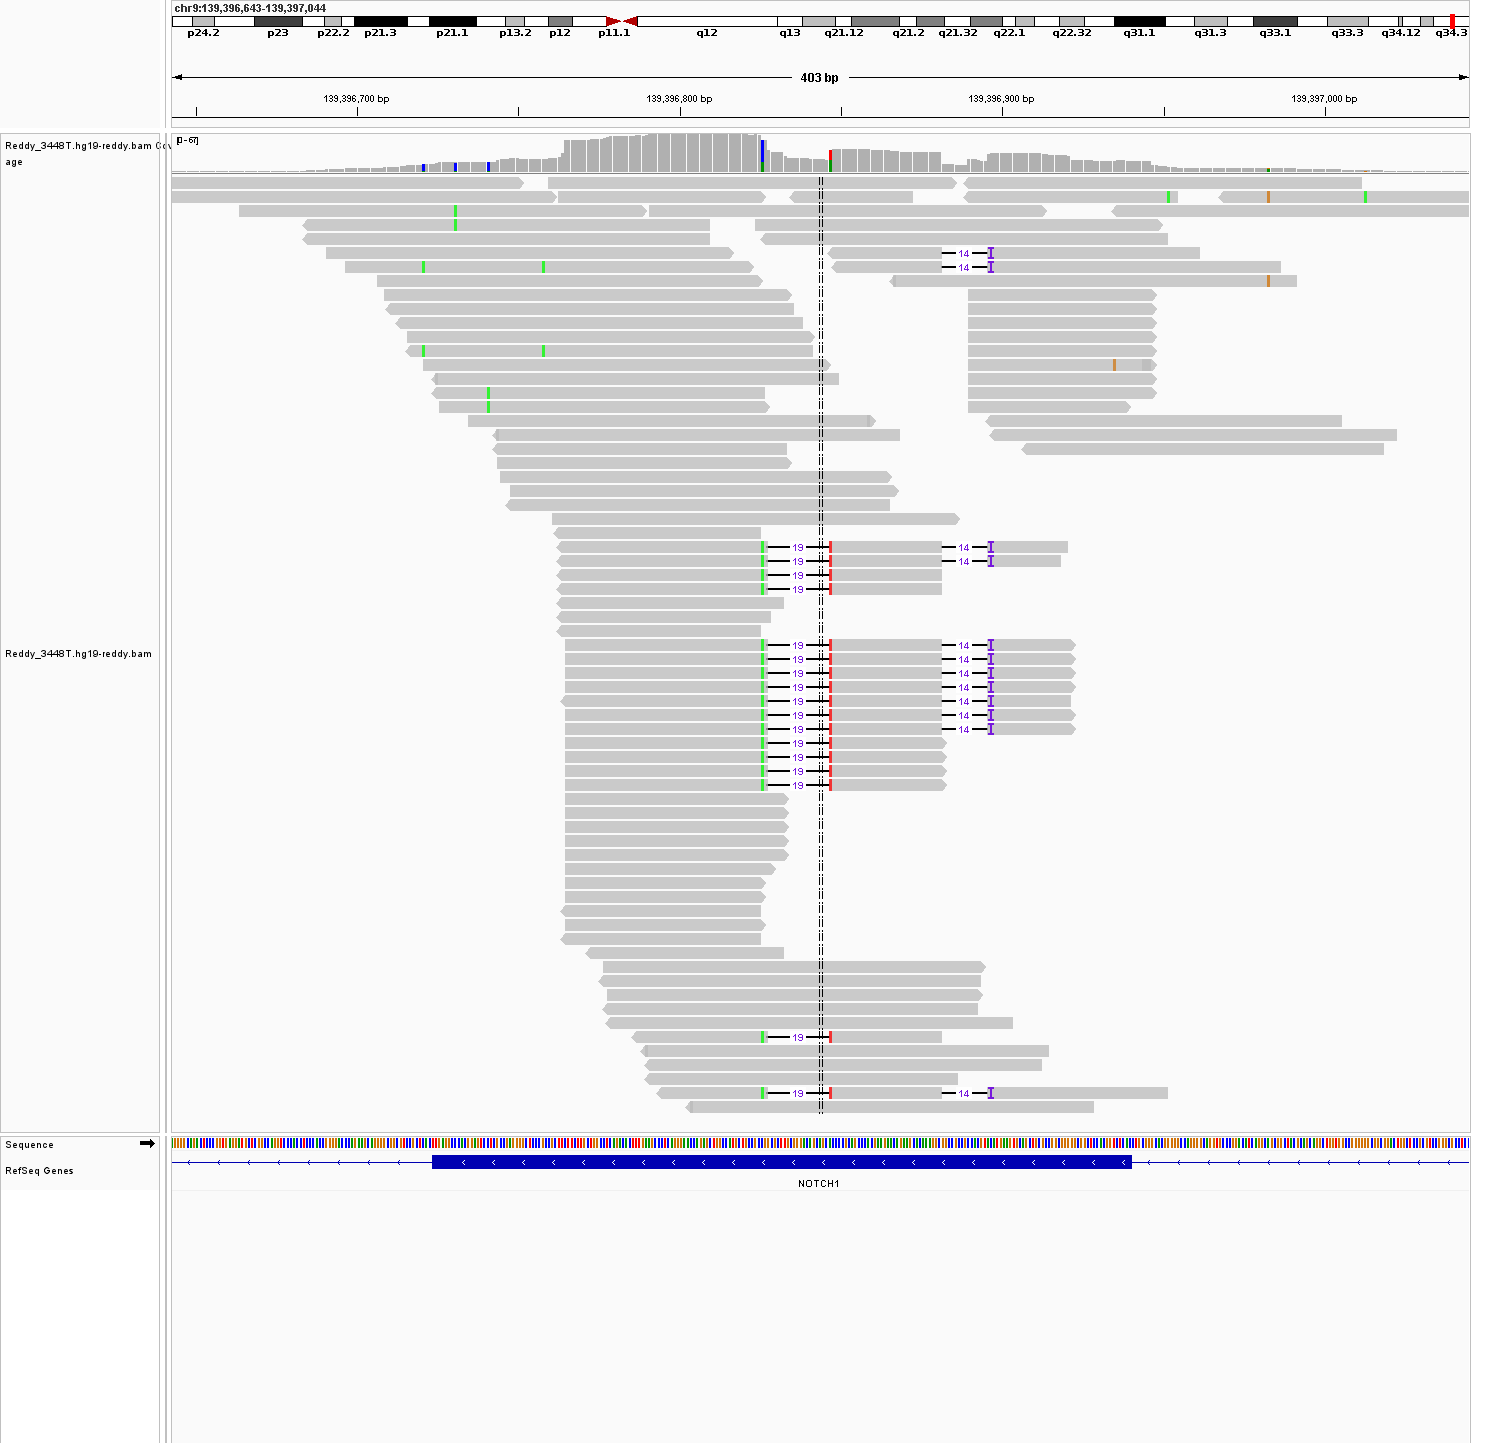 chr9:139,396,643-139,397,044
p24.2 p23 p22.2 p21.3 p21.1 p13.2 p12 p11.1 q12 q13 q21.12 q21.2 q21.32 q22.1 q22.32 q31.1 q31.3 q33.1 q33.3 q34.12 q34.3
403 bp
139,396,700 bp 139,396,800 bp 139,396,900 bp 139,397,000 bp
Reddy_3448T.hg19-reddy.bam Cov
age
[0 - 67]
14
14
19 14
19 14
19
19
Reddy_3448T.hg19-reddy.bam
19 14
19 14
19 14
19 14
19 14
19 14
19 14
19
19
19
19
19
19 14
Sequence
RefSeq Genes
NOTCH1